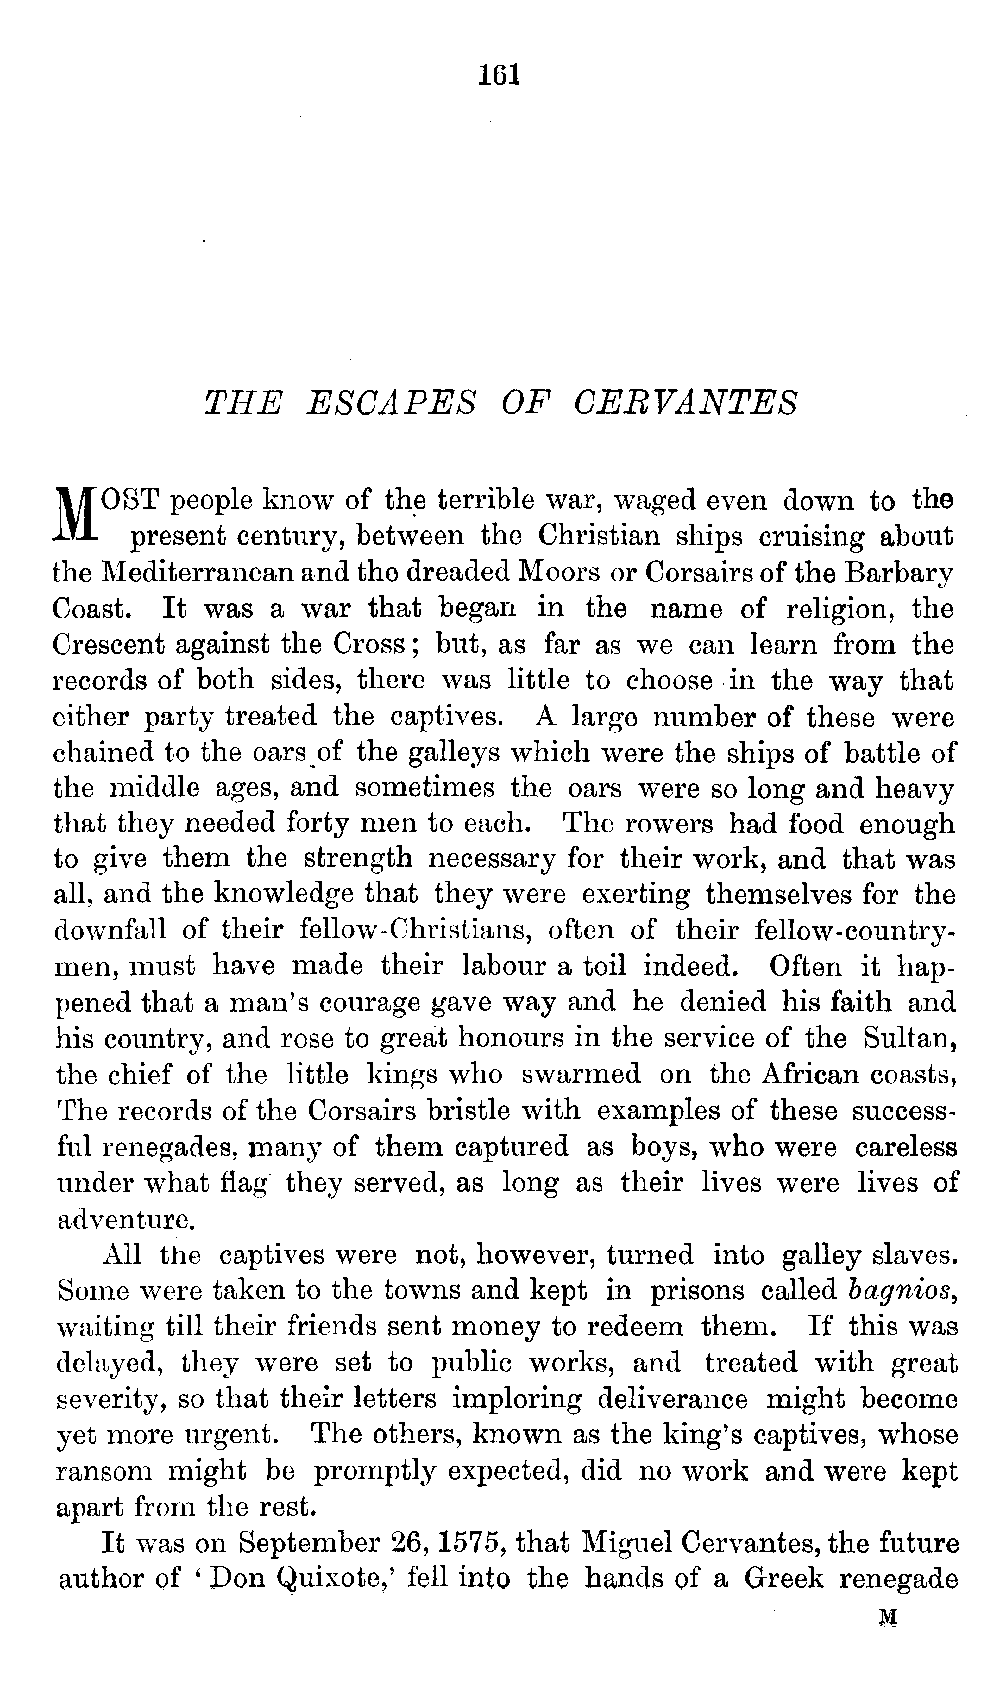 161
THE ESCAPES OF CERVANTES
MOST people know of the terrible war, waged even down to the
present century, between the Christian ships cruising about
the Mediterranean and the dreaded Moors or Corsairs of the Barbary
Coast. It was a war that began in the name of religion, the
Crescent against the Cross; but, as far as we can learn from the
records of both sides, there was little to choose in the way that
either party treated the captives. A large number of these were
chained to the oars of the galleys which were the ships of battle of
the middle ages, and sometimes the oars were so long and heavy
that they needed forty men to each. The rowers had food enough
to give them the strength necessary for their work, and that was
all, and the knowledge that they were exerting themselves for the
downfall of their fellow-Christians, often of their fellow-country-
men, must have made their labour a toil indeed. Often it hap-
pened that a man's courage gave way and he denied his faith and
his country, and rose to great honours in the service of the Sultan,
the chief of the little kings who swarmed on the African coasts,
The records of the Corsairs bristle with examples of these success-
ful renegades, many of them captured as boys, who were careless
under what flag they served, as long as their lives were lives of
adventure.
All the captives were not, however, turned into galley slaves.
Some were taken to the towns and kept in prisons called bagnios,
waiting till their friends sent money to redeem them. If this was
delayed, they were set to public works, and treated with great
severity, so that their letters imploring deliverance might become
yet more urgent. The others, known as the king's captives, whose
ransom might be promptly expected, did no work and were kept
apart from the rest.
It was on September 26, 1575, that Miguel Cervantes, the future
author of ‘Don Quixote,’ fell into the hands of a Greek renegade
M